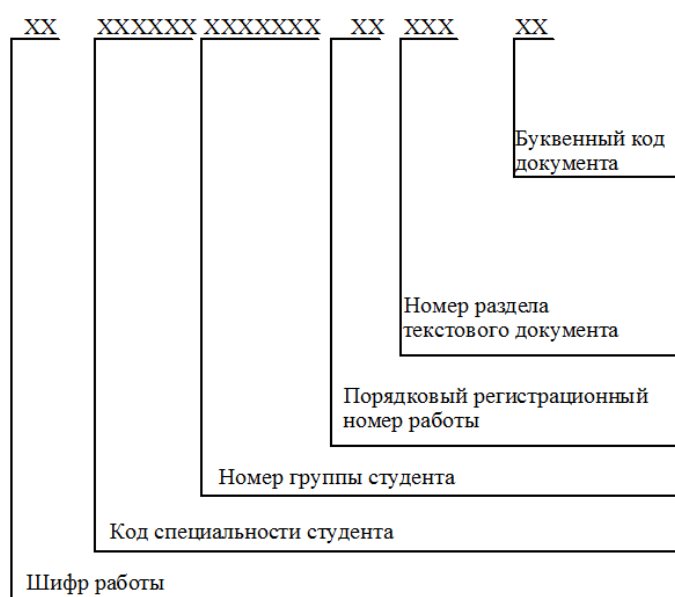 XX XXXXXX XXXXXXX XX XXX XX
Буквенный код
документа
Номер раздела
текстового документа
Порядковый регистрационный
номер работы
Номер группы студента
Код специальности студента
Шифр работы